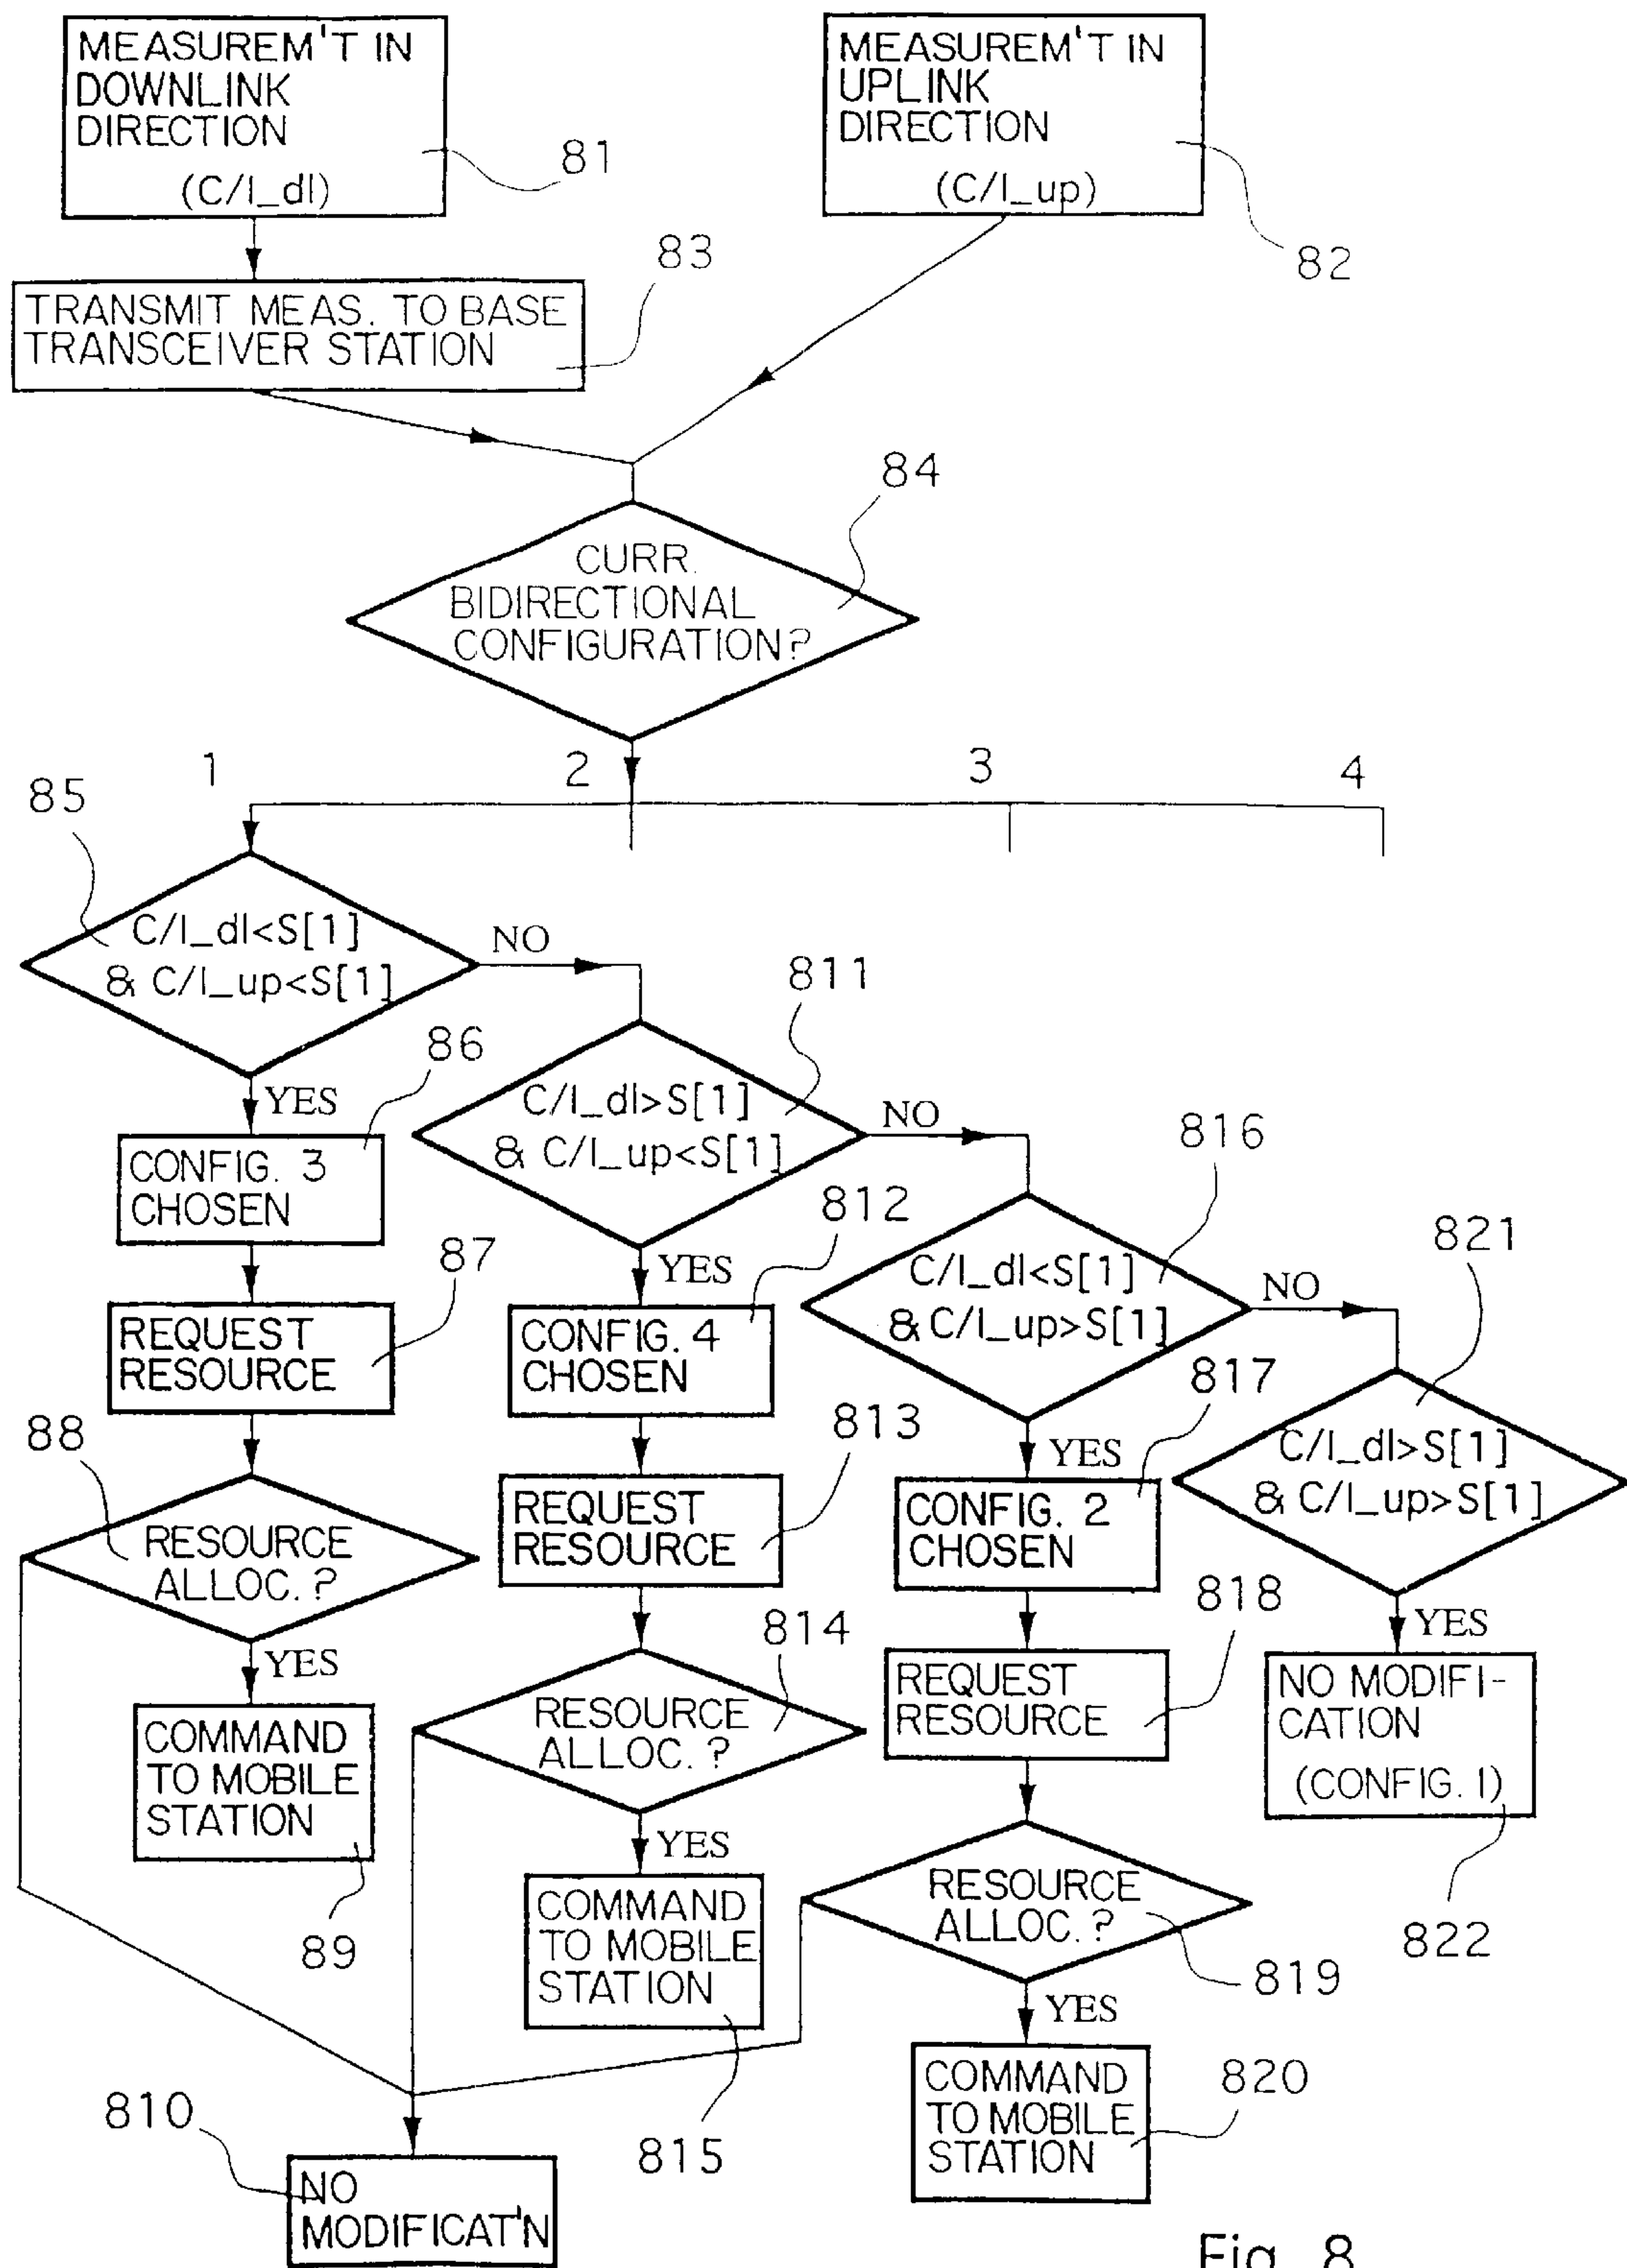 MEASUREM'T IN
DOWNLINK
DIRECTION
(C/I_dl)
81
MEASUREM'T IN
UPLINK
DIRECTION
(C/I_up)
82
83
TRANSMIT MEAS. TO BASE
TRANSCEIVER STATION
84
CURR.
BIDIRECTIONAL
CONFIGURATION?
1
2
3
4
85
C/I_dl<S[1]
& C/I_up<S[1]
NO
YES
86
CONFIG. 3
CHOSEN
87
REQUEST
RESOURCE
88
RESOURCE
ALLOC.?
YES
COMMAND
TO MOBILE
STATION
89
811
C/I_dl>S[1]
& C/I_up<S[1]
NO
YES
812
CONFIG. 4
CHOSEN
813
REQUEST
RESOURCE
814
RESOURCE
ALLOC.?
YES
COMMAND
TO MOBILE
STATION
815
816
C/I_dl<S[1]
& C/I_up>S[1]
NO
YES
817
CONFIG. 2
CHOSEN
818
REQUEST
RESOURCE
RESOURCE
ALLOC.?
819
YES
COMMAND
TO MOBILE
STATION
820
821
C/I_dl>S[1]
& C/I_up>S[1]
YES
NO MODIFI-
CATION
(CONFIG. 1)
822
810
NO
MODIFICAT'N
Fig. 8